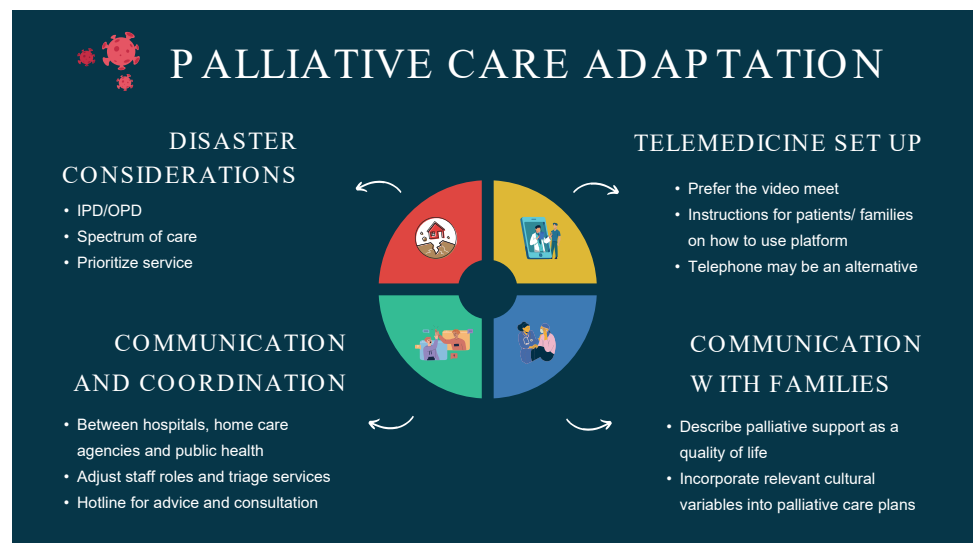 PALLIATIVE CARE ADAPTATION
DISASTER
CONSIDERATIONS
• IPD/OPD
• Spectrum of care
• Prioritize service
TELEMEDICINE SET UP
• Prefer the video meet
• Instructions for patients/ families
on how to use platform
• Telephone may be an alternative
COMMUNICATION
AND COORDINATION
• Between hospitals, home care
agencies and public health
• Adjust staff roles and triage services
• Hotline for advice and consultation
COMMUNICATION
WITH FAMILIES
• Describe palliative support as a
quality of life
• Incorporate relevant cultural
variables into palliative care plans